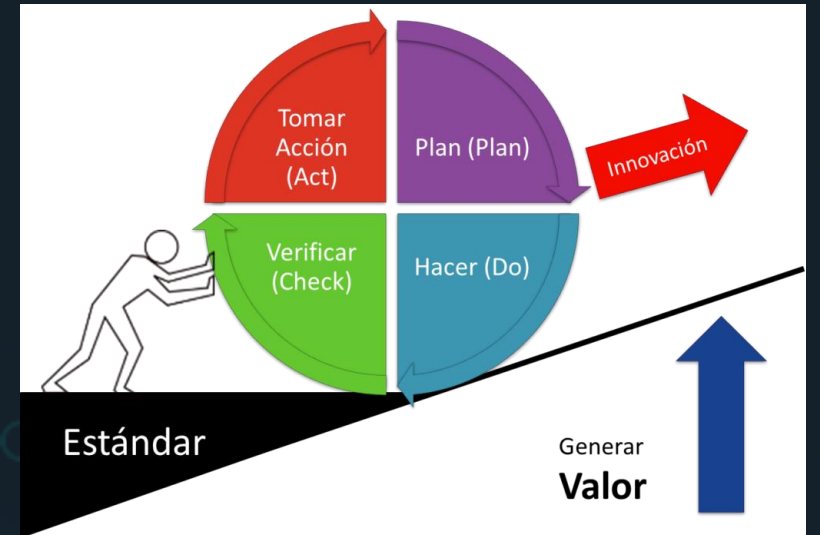 Tomar
Acción
(Act)
Plan (Plan)
Innovación
Verificar
(Check)
Hacer (Do)
Estándar
Generar
Valor